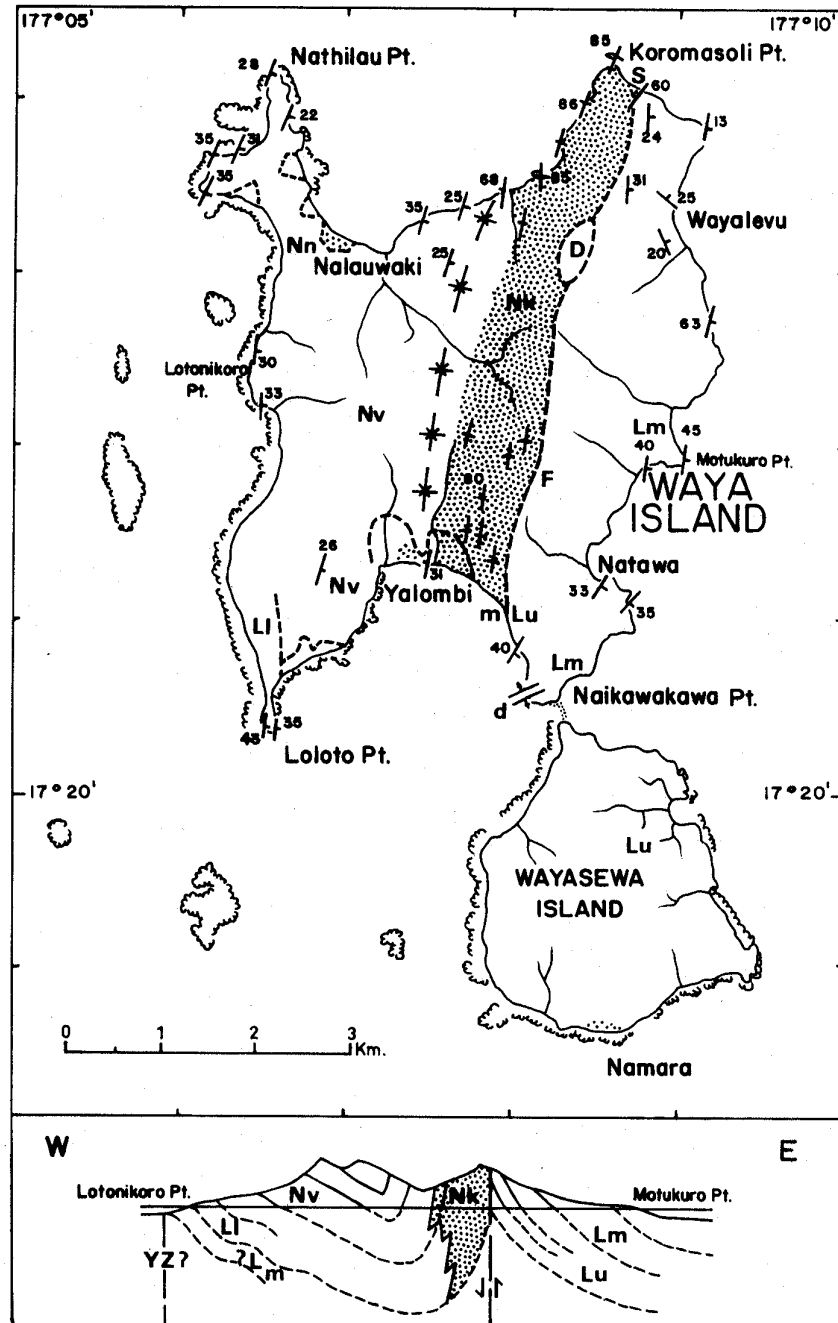 177°05'
177°10'
65
28
Nathilau Pt.
Koromasoli Pt.
S
60
86
22
13
24
35
31
35
68
85
31
25
25
35
Wayalevu
Nn
D
20
Nalauwaki
25
Nk
63
30
Lotonikoro
Pt.
33
Nv
Lm
45
40
Motukuro Pt.
WAYA
ISLAND
80
F
26
Nv
31
Natawa
Yalombi
33
35
m Lu
Ll
40
Lm
Naikawakawa Pt.
d
35
Loloto Pt.
17°20'
17°20'
Lu
WAYASEWA
ISLAND
0
1
2
3
Km.
Namara
W
E
Lotonikoro Pt.
Nv
Nk
Motukuro Pt.
Ll
Lm
YZ?
?Lm
Lu